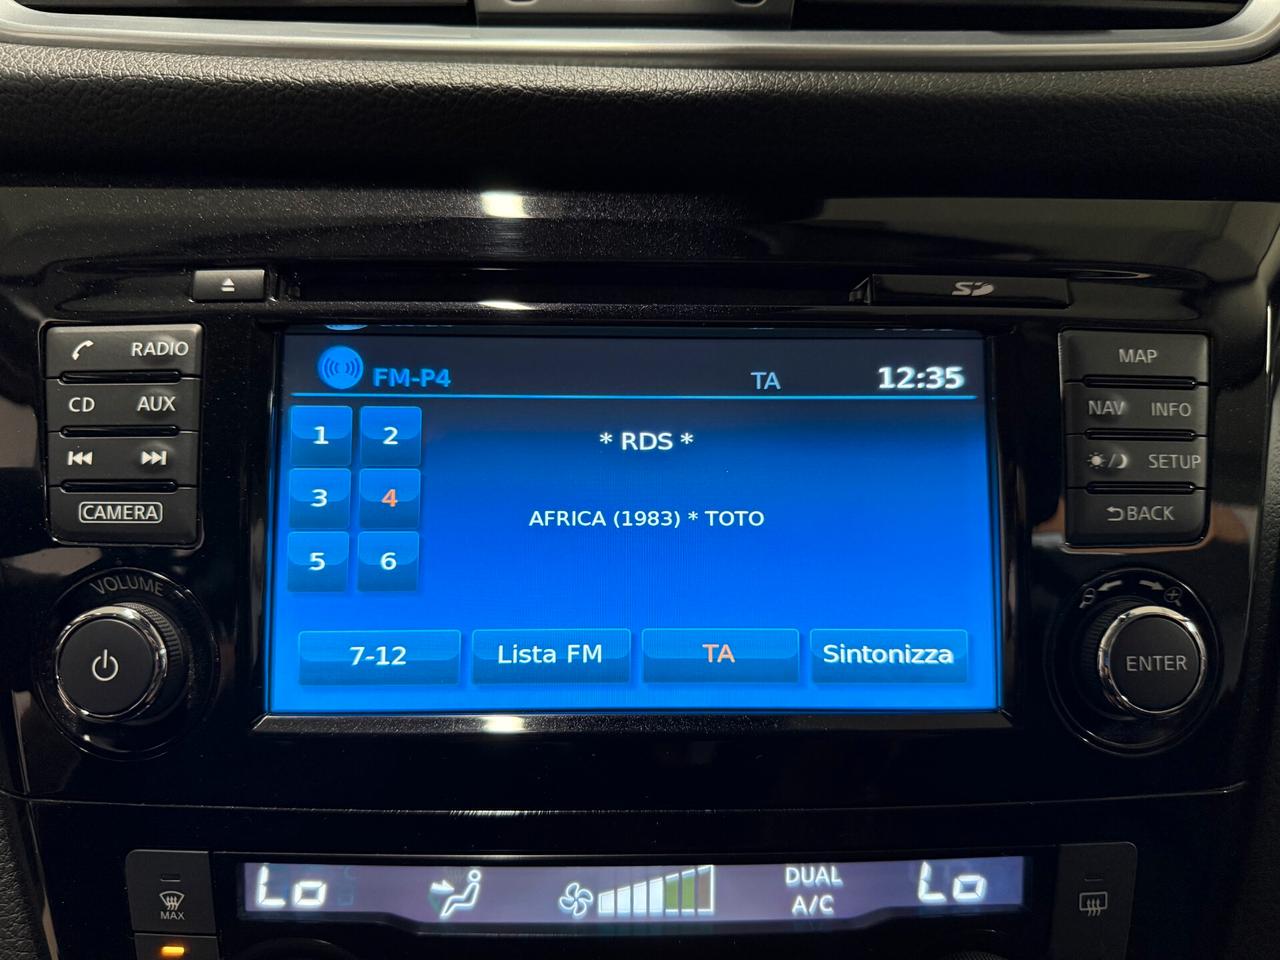 SD
RADIO
CD AUX
CAMERA
VOLUME
FM-P4 TA 12:35
1 2
3 4
5 6
* RDS *
AFRICA (1983) * TOTO
7-12 Lista FM TA Sintonizza
MAP
NAV INFO
SETUP
BACK
ENTER
MAX
Lo
DUAL
A/C
Lo